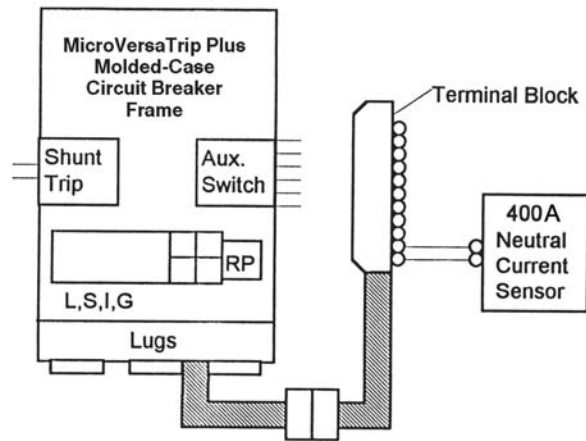 MicroVersaTrip Plus
Molded-Case
Circuit Breaker
Frame
Shunt
Trip
Aux.
Switch
RP
L,S,I,G
Lugs
Terminal Block
400A
Neutral
Current
Sensor